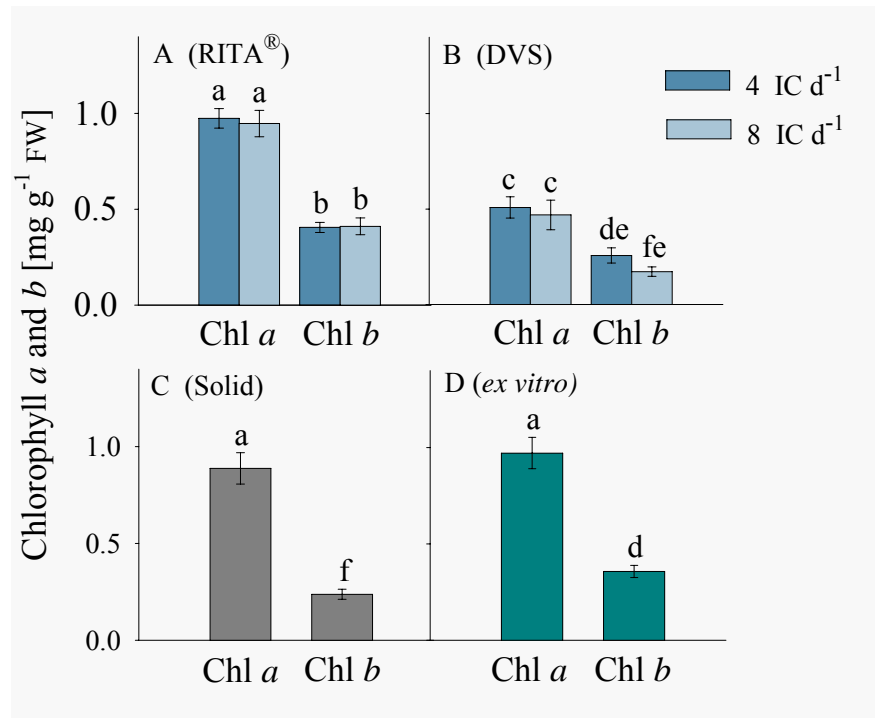 Chlorophyll a and b [mg g⁻¹ FW]
A (RITA®)
a a
b b
1.0
0.5
0.0
Chl a Chl b
B (DVS)
4 IC d⁻¹
8 IC d⁻¹
c c
de
fe
Chl a Chl b
C (Solid)
a
f
1.0
0.5
0.0
Chl a Chl b
D (ex vitro)
a
d
Chl a Chl b